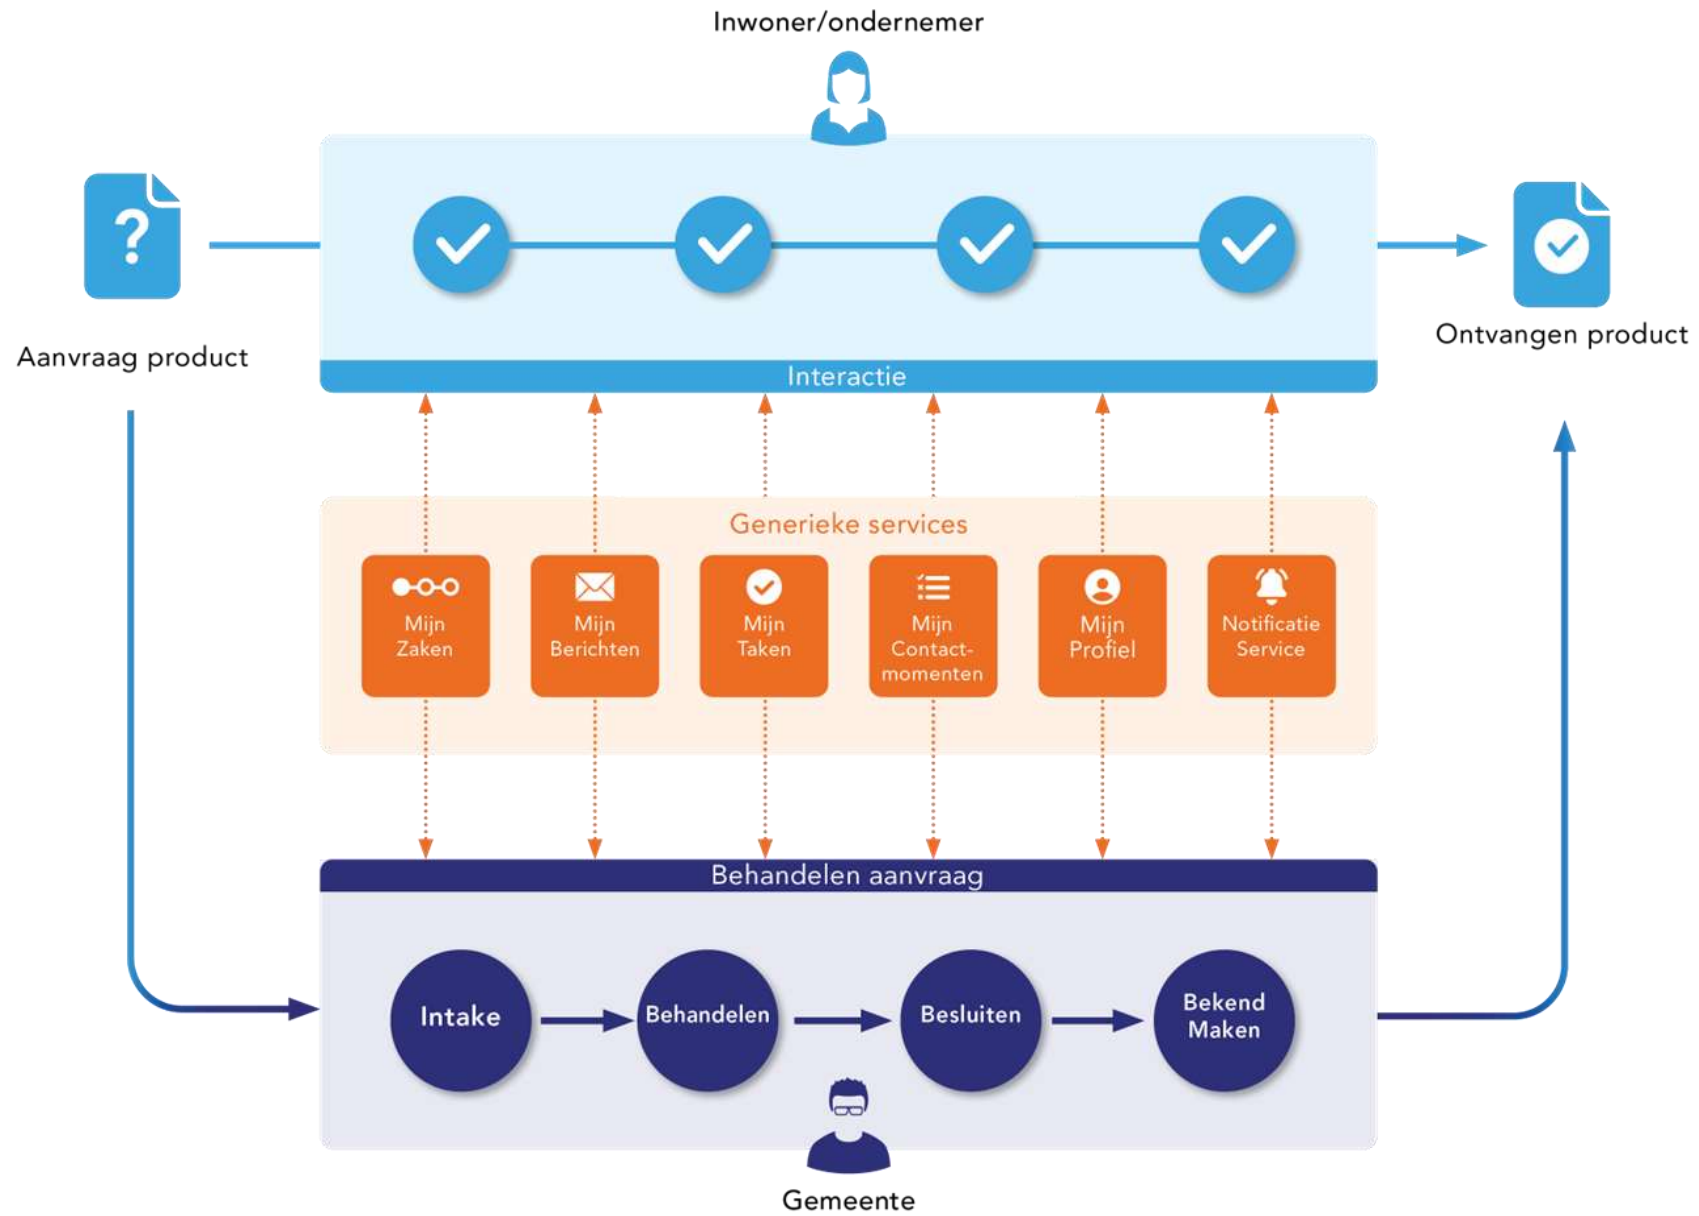 Inwoner/ondernemer
?
Aanvraag product
Ontvangen product
Interactie
Generieke services
Mijn
Zaken
Mijn
Berichten
Mijn
Taken
Mijn
Contact-
momenten
Mijn
Profiel
Notificatie
Service
Behandelen aanvraag
Intake
Behandelen
Besluiten
Bekend
Maken
Gemeente